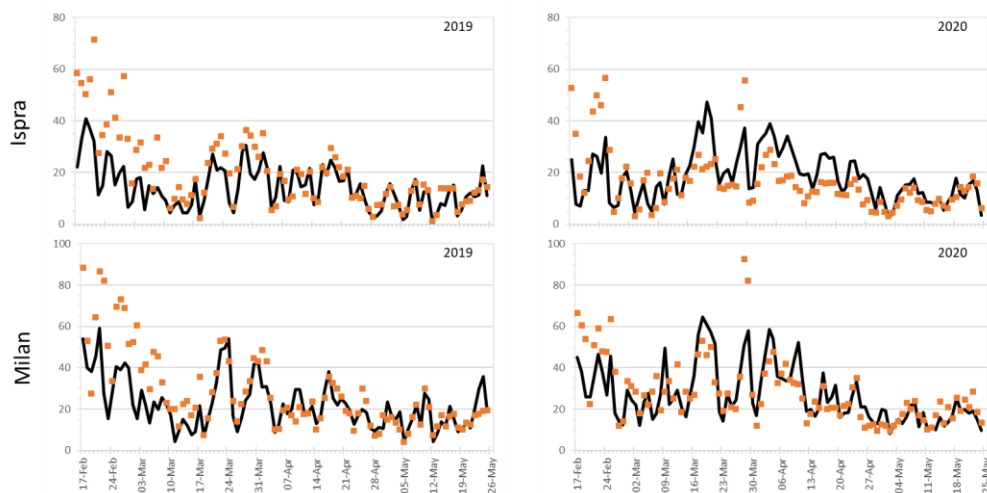 80
60
40
20
0
2019
Ispra
80
60
40
20
0
2020
100
80
60
40
20
0
2019
Milan
100
80
60
40
20
0
2020
17-Feb
24-Feb
03-Mar
10-Mar
17-Mar
24-Mar
31-Mar
07-Apr
14-Apr
21-Apr
28-Apr
05-May
12-May
19-May
26-May
17-Feb
24-Feb
02-Mar
09-Mar
16-Mar
23-Mar
30-Mar
06-Apr
13-Apr
20-Apr
27-Apr
04-May
11-May
18-May
25-May